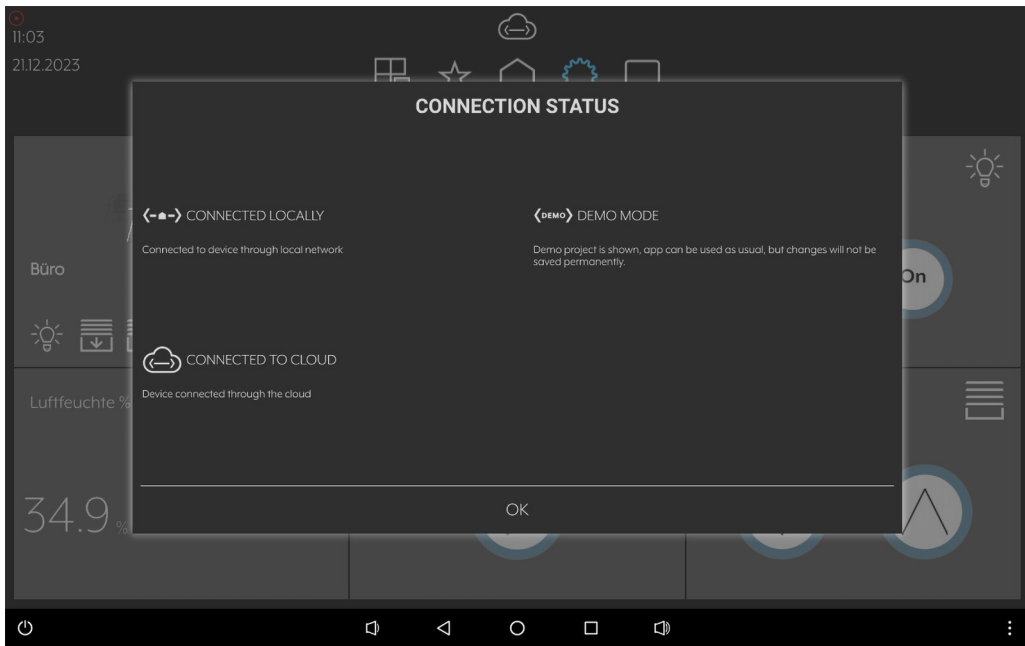 11:03
21.12.2023
CONNECTION STATUS
CONNECTED LOCALLY
Connected to device through local network
DEMO
DEMO MODE
Demo project is shown, app can be used as usual, but changes will not be
saved permanently.
Büro
On
CONNECTED TO CLOUD
Device connected through the cloud
Luftfeuchte %
34.9 %
OK